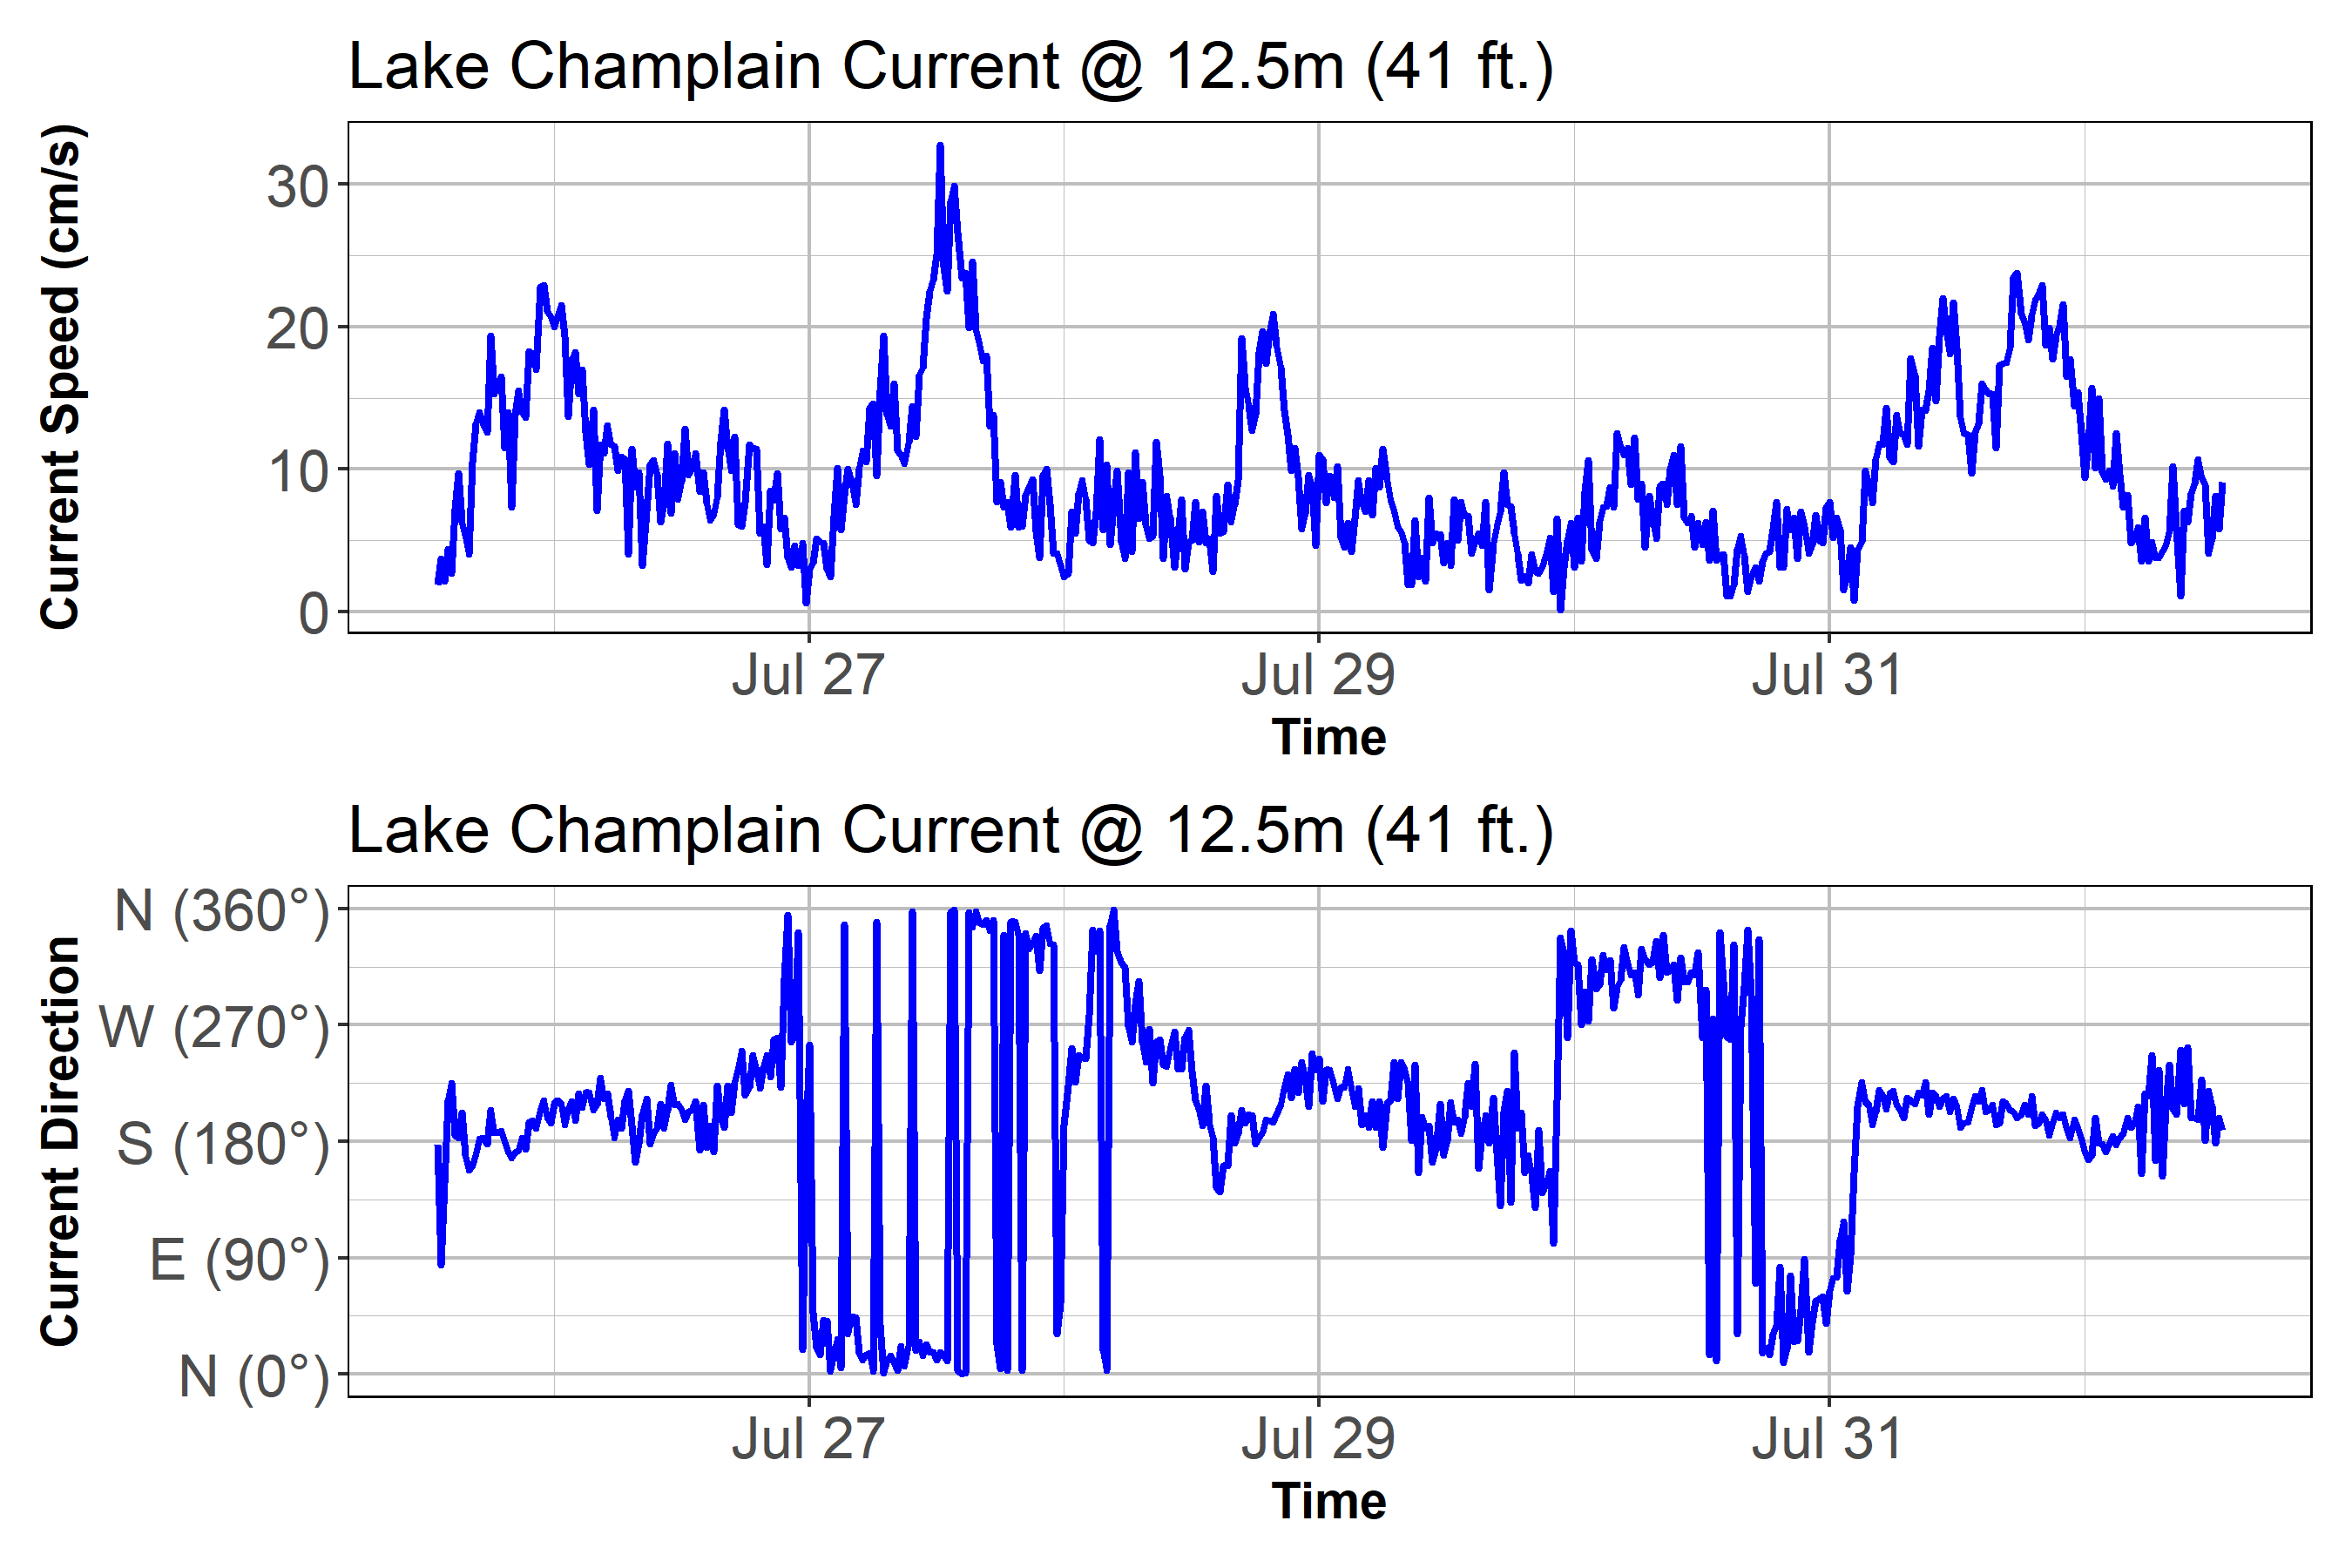 Lake Champlain Current @ 12.5m (41 ft.)
Current Speed (cm/s)
30
20
10
0
Jul 27 Jul 29 Jul 31
Time
Lake Champlain Current @ 12.5m (41 ft.)
Current Direction
N (360°)
W (270°)
S (180°)
E (90°)
N (0°)
Jul 27 Jul 29 Jul 31
Time